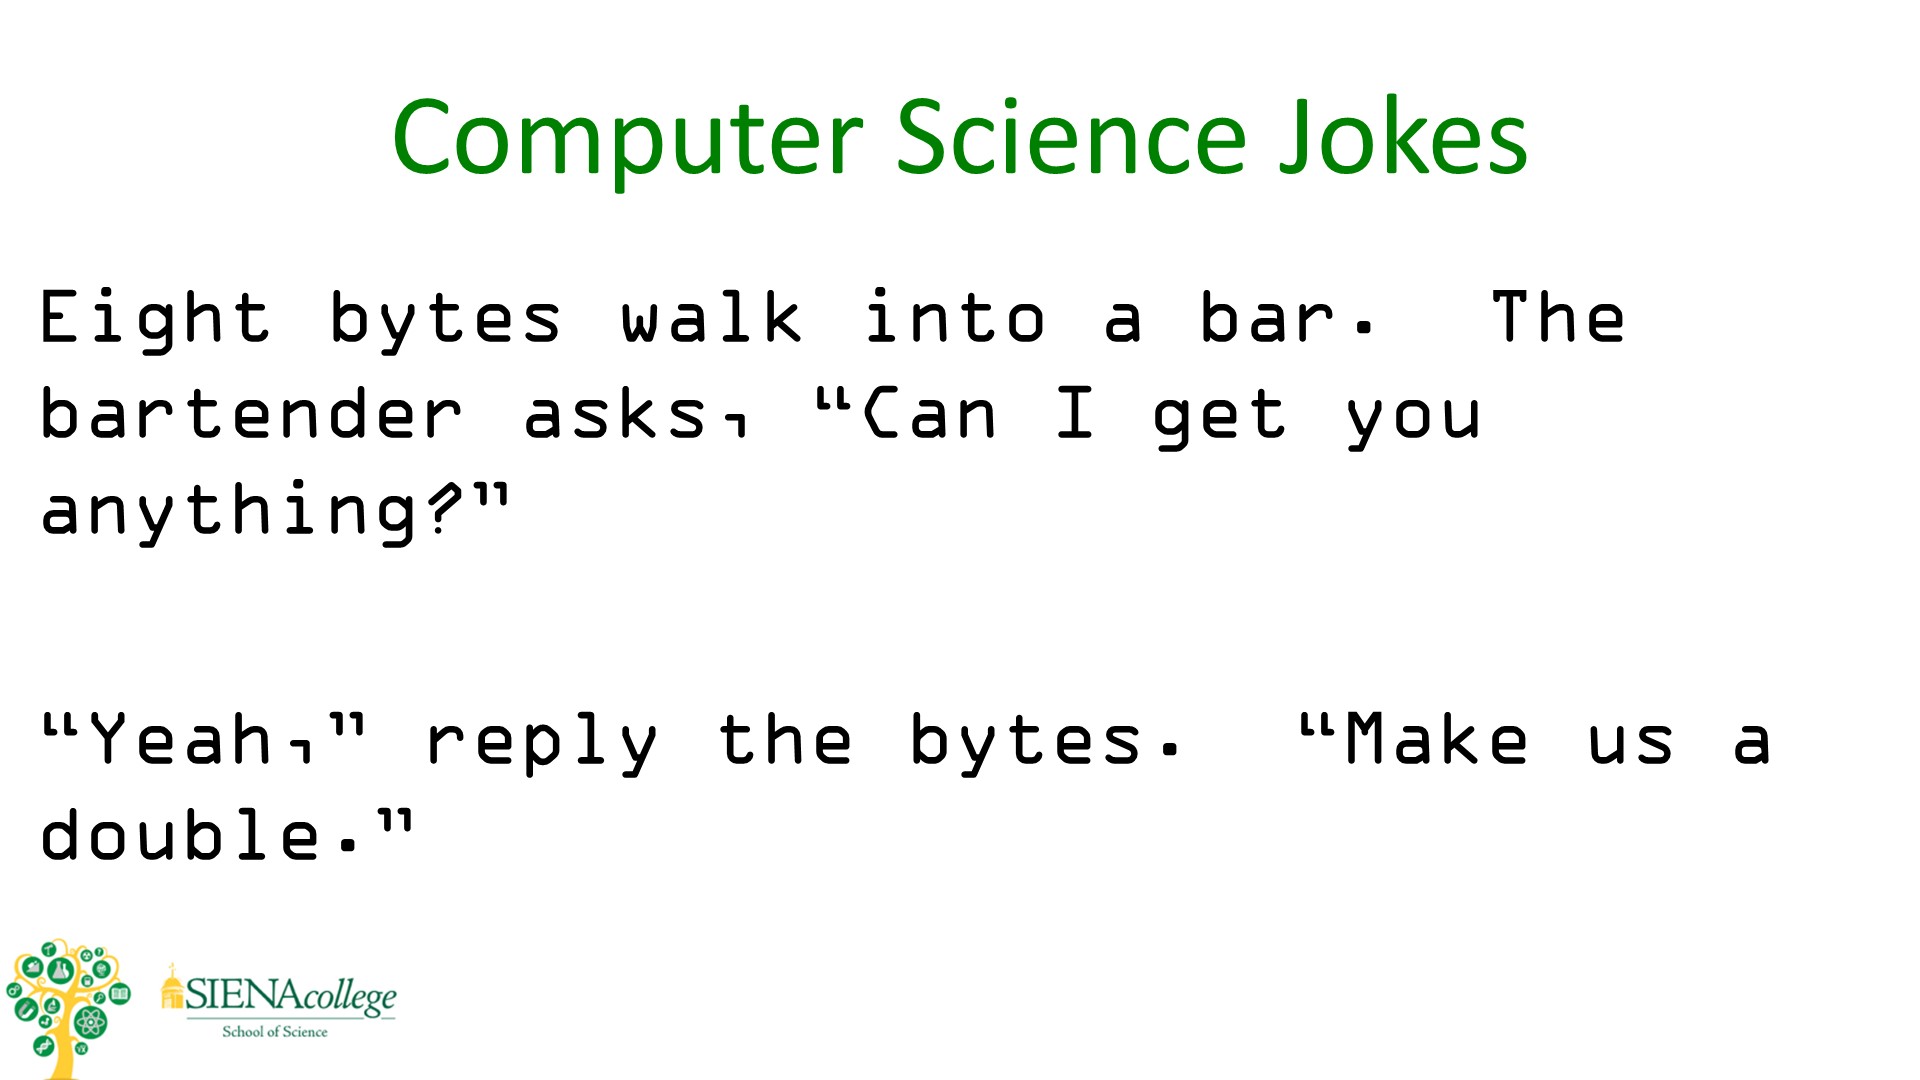 Computer Science Jokes
Eight bytes walk into a bar.  The
bartender asks, “Can I get you
anything?”
“Yeah,” reply the bytes.  “Make us a
double.”
SIENAcollege
School of Science